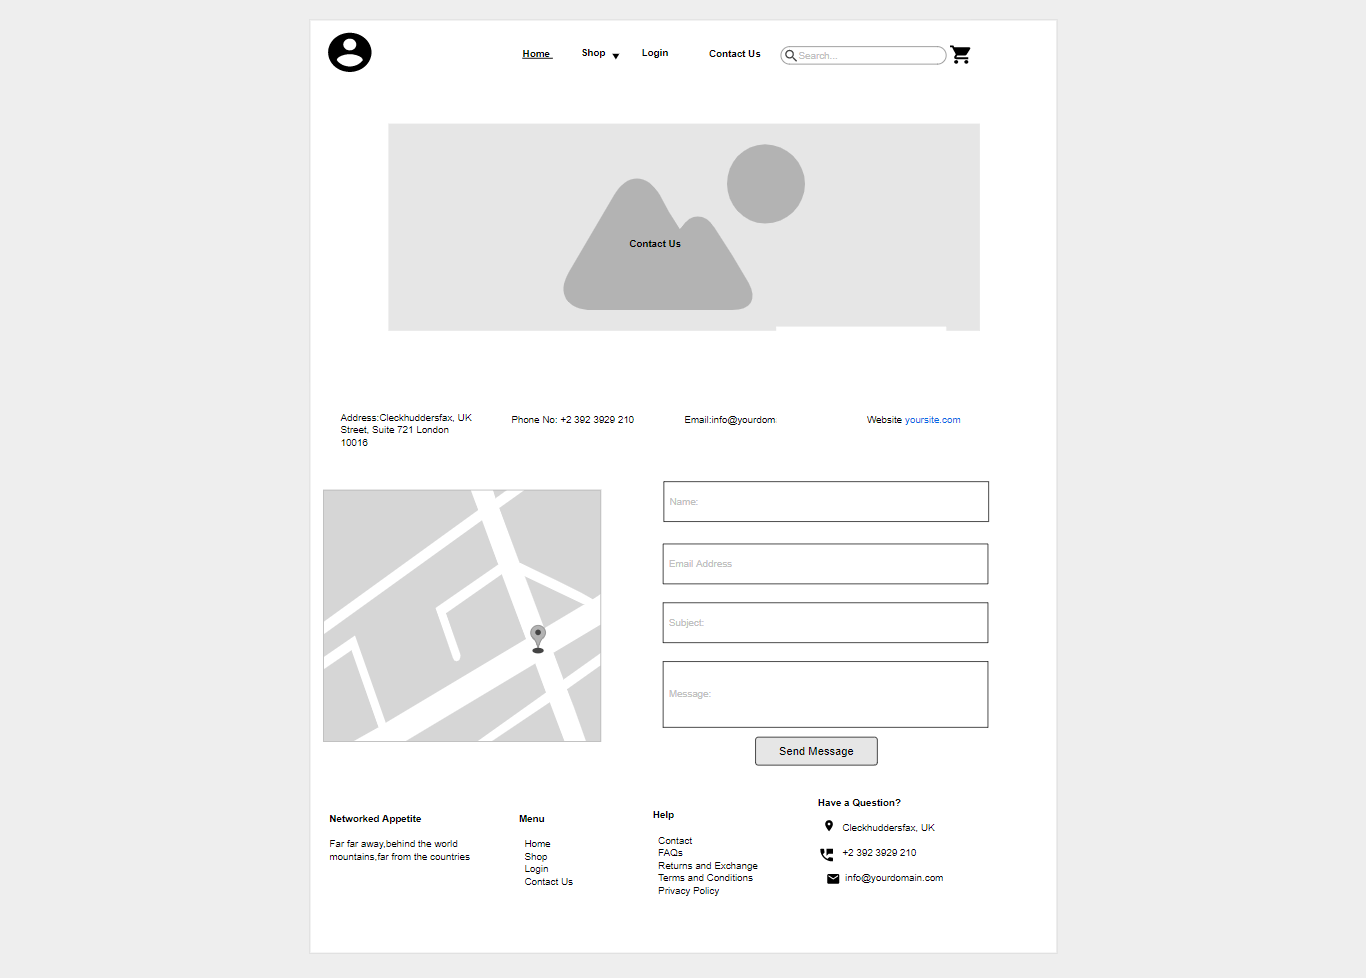 Home
Shop
Login
Contact Us
Search...
Contact Us
Address:Cleckhuddersfax, UK
Street, Suite 721 London
10016
Phone No: +2 392 3929 210
Email:info@yourdom
Website yoursite.com
Name:
Email Address
Subject:
Message:
Send Message
Networked Appetite
Far far away,behind the world
mountains,far from the countries
Menu
Home
Shop
Login
Contact Us
Help
Contact
FAQs
Returns and Exchange
Terms and Conditions
Privacy Policy
Have a Question?
Cleckhuddersfax, UK
+2 392 3929 210
info@yourdomain.com